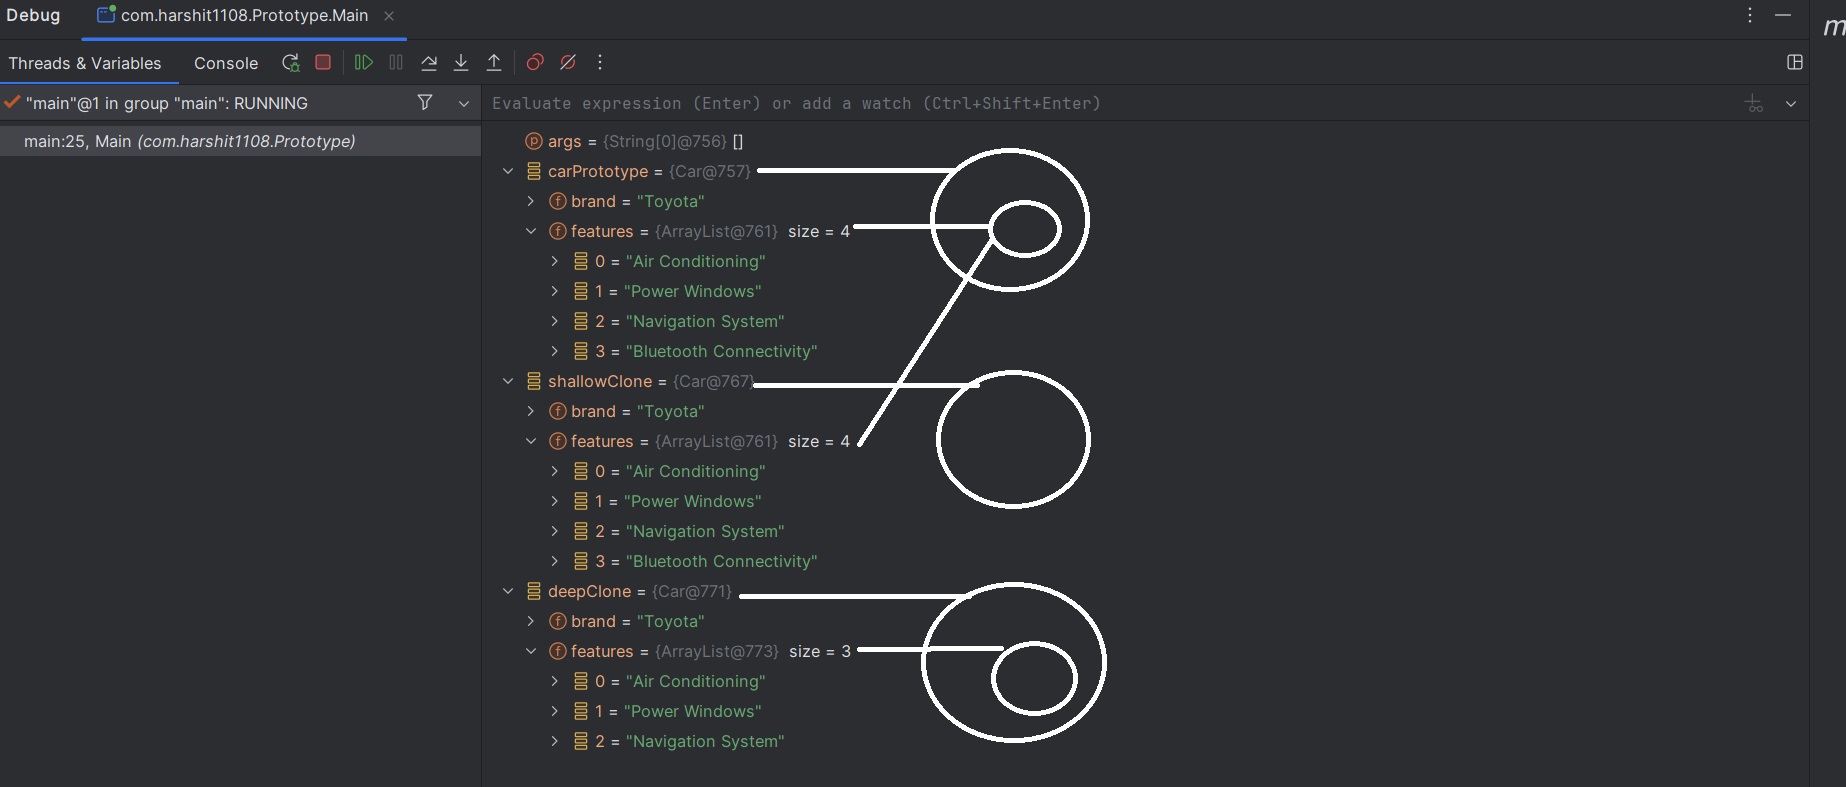 Debug com.harshit1108.Prototype.Main
Threads & Variables Console
"main"@1 in group "main": RUNNING
Evaluate expression (Enter) or add a watch (Ctrl+Shift+Enter)
main:25, Main (com.harshit1108.Prototype)
args = {String[0]@756} []
carPrototype = {Car@757}
brand = "Toyota"
features = {ArrayList@761} size = 4
0 = "Air Conditioning"
1 = "Power Windows"
2 = "Navigation System"
3 = "Bluetooth Connectivity"
shallowClone = {Car@767}
brand = "Toyota"
features = {ArrayList@761} size = 4
0 = "Air Conditioning"
1 = "Power Windows"
2 = "Navigation System"
3 = "Bluetooth Connectivity"
deepClone = {Car@771}
brand = "Toyota"
features = {ArrayList@773} size = 3
0 = "Air Conditioning"
1 = "Power Windows"
2 = "Navigation System"